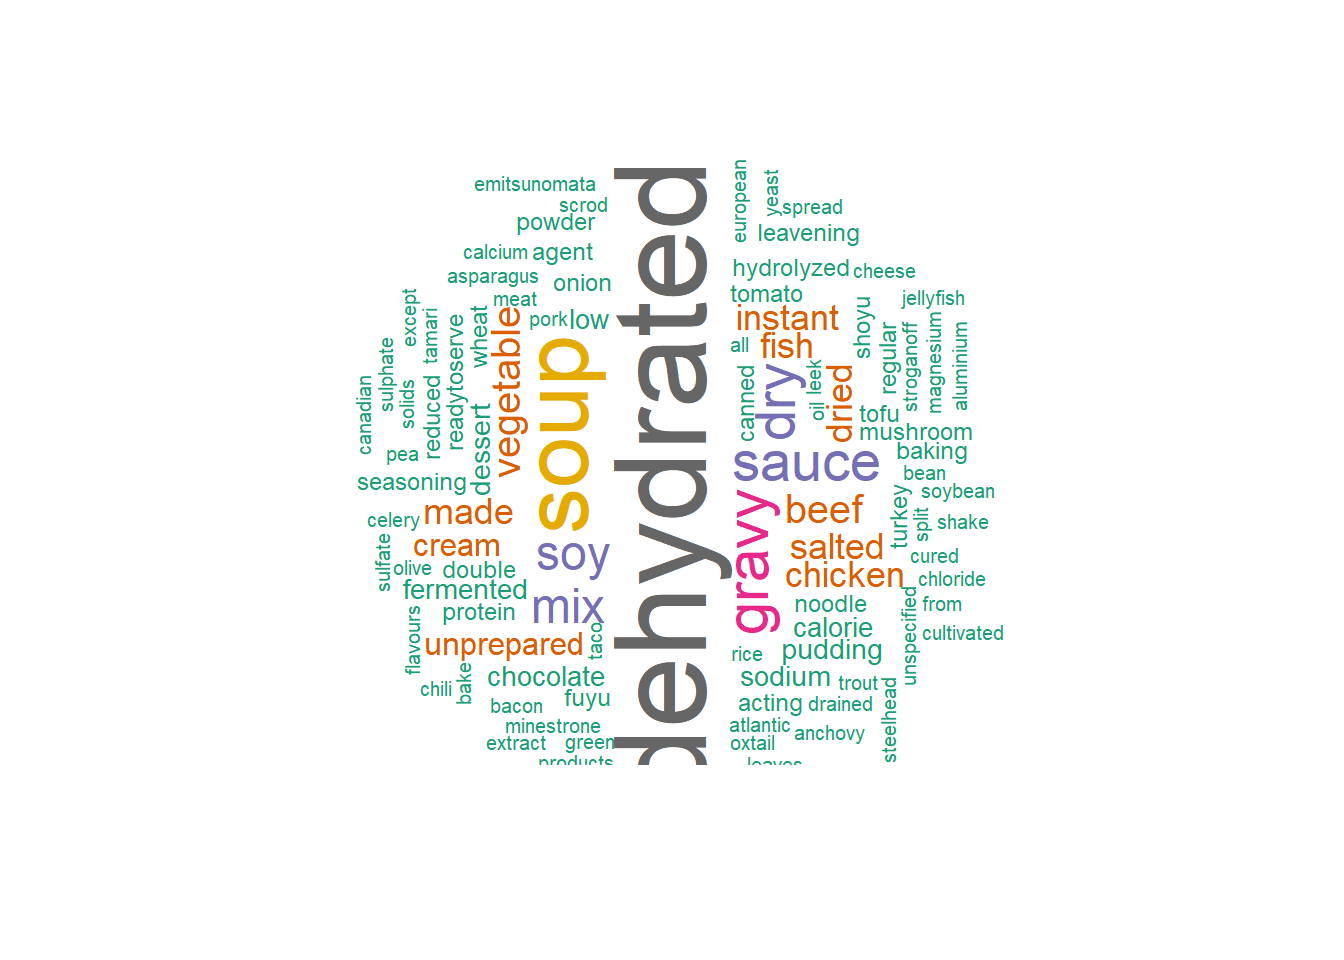 emitsunomata
scrod
powder
calcium
agent
asparagus
onion
meat
pork
low
except
tamari
wheat
vegetable
soup
sulphate
solids
reduced
readytoserve
canadian
pea
dessert
seasoning
made
celery
cream
soy
sulfate
olive
double
fermented
mix
protein
flavours
unprepared
taco
chocolate
chili
bake
fuyu
bacon
minestrone
extract
green
products
dehydrated
european
yeast
spread
leavening
hydrolyzed
cheese
tomato
jellyfish
instant
shoyu
all
fish
regular
stroganoff
magnesium
aluminium
canned
dry
oil
leek
dried
tofu
mushroom
sauce
baking
bean
soybean
gravy
beef
turkey
split
shake
salted
cured
chicken
chloride
noodle
from
calorie
unspecified
cultivated
rice
pudding
sodium
trout
acting
drained
steelhead
atlantic
anchovy
oxtail
leaves